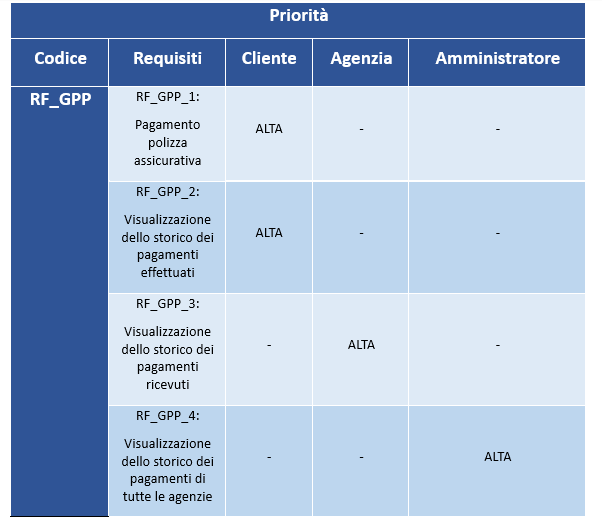 Priorità
Codice Requisiti Cliente Agenzia Amministratore
RF_GPP
RF_GPP_1:
Pagamento
polizza
assicurativa
ALTA - -
RF_GPP_2:
Visualizzazione
dello storico dei
pagamenti
effettuati
ALTA - -
RF_GPP_3:
Visualizzazione
dello storico dei
pagamenti
ricevuti
- ALTA -
RF_GPP_4:
Visualizzazione
dello storico dei
pagamenti di
tutte le agenzie
- - ALTA